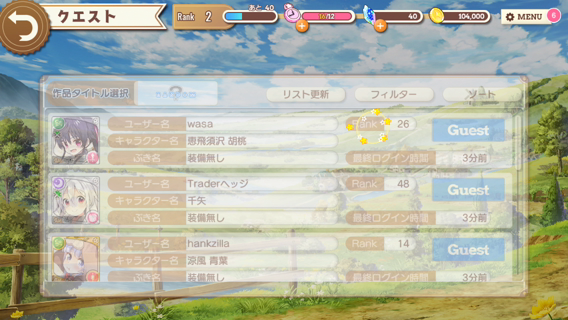 クエスト Rank 2 あと 40 16/12 40 104,000 MENU 6
作品タイトル選択 リスト更新 フィルター ソート
ユーザー名 wasa Rank 26 Guest
キャラクター名 恵飛須沢 胡桃
ぶき名 装備無し 最終ログイン時間 3分前
ユーザー名 Traderヘッジ Rank 48 Guest
キャラクター名 千矢
ぶき名 装備無し 最終ログイン時間 3分前
ユーザー名 hankzilla Rank 14 Guest
キャラクター名 涼風 青葉
ぶき名 装備無し 最終ログイン時間 3分前